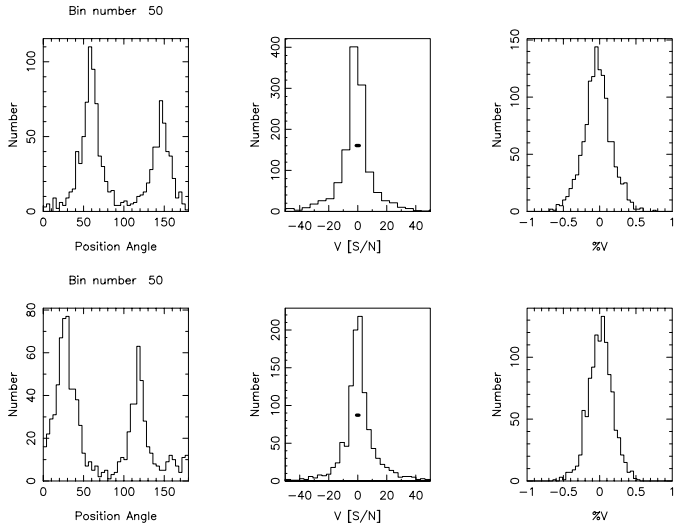 Bin number 50
Number
0 50 100
0 50 100 150
Position Angle
Number
0 100 200 300 400
−40 −20 0 20 40
V [S/N]
Number
0 50 100 150
−1 −0.5 0 0.5 1
%V
Bin number 50
Number
0 20 40 60 80
0 50 100 150
Position Angle
Number
0 50 100 150 200
−40 −20 0 20 40
V [S/N]
Number
0 50 100
−1 −0.5 0 0.5 1
%V